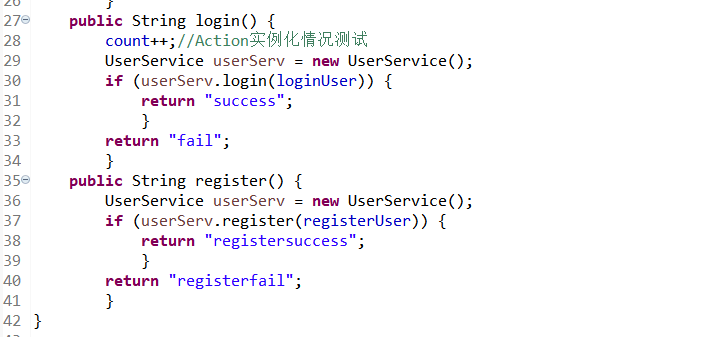 26 }
27 public String login() {
28 count++;//Action实例化情况测试
29 UserService userServ = new UserService();
30 if (userServ.login(loginUser)) {
31 return "success";
32 }
33 return "fail";
34 }
35 public String register() {
36 UserService userServ = new UserService();
37 if (userServ.register(registerUser)) {
38 return "registersuccess";
39 }
40 return "registerfail";
41 }
42 }